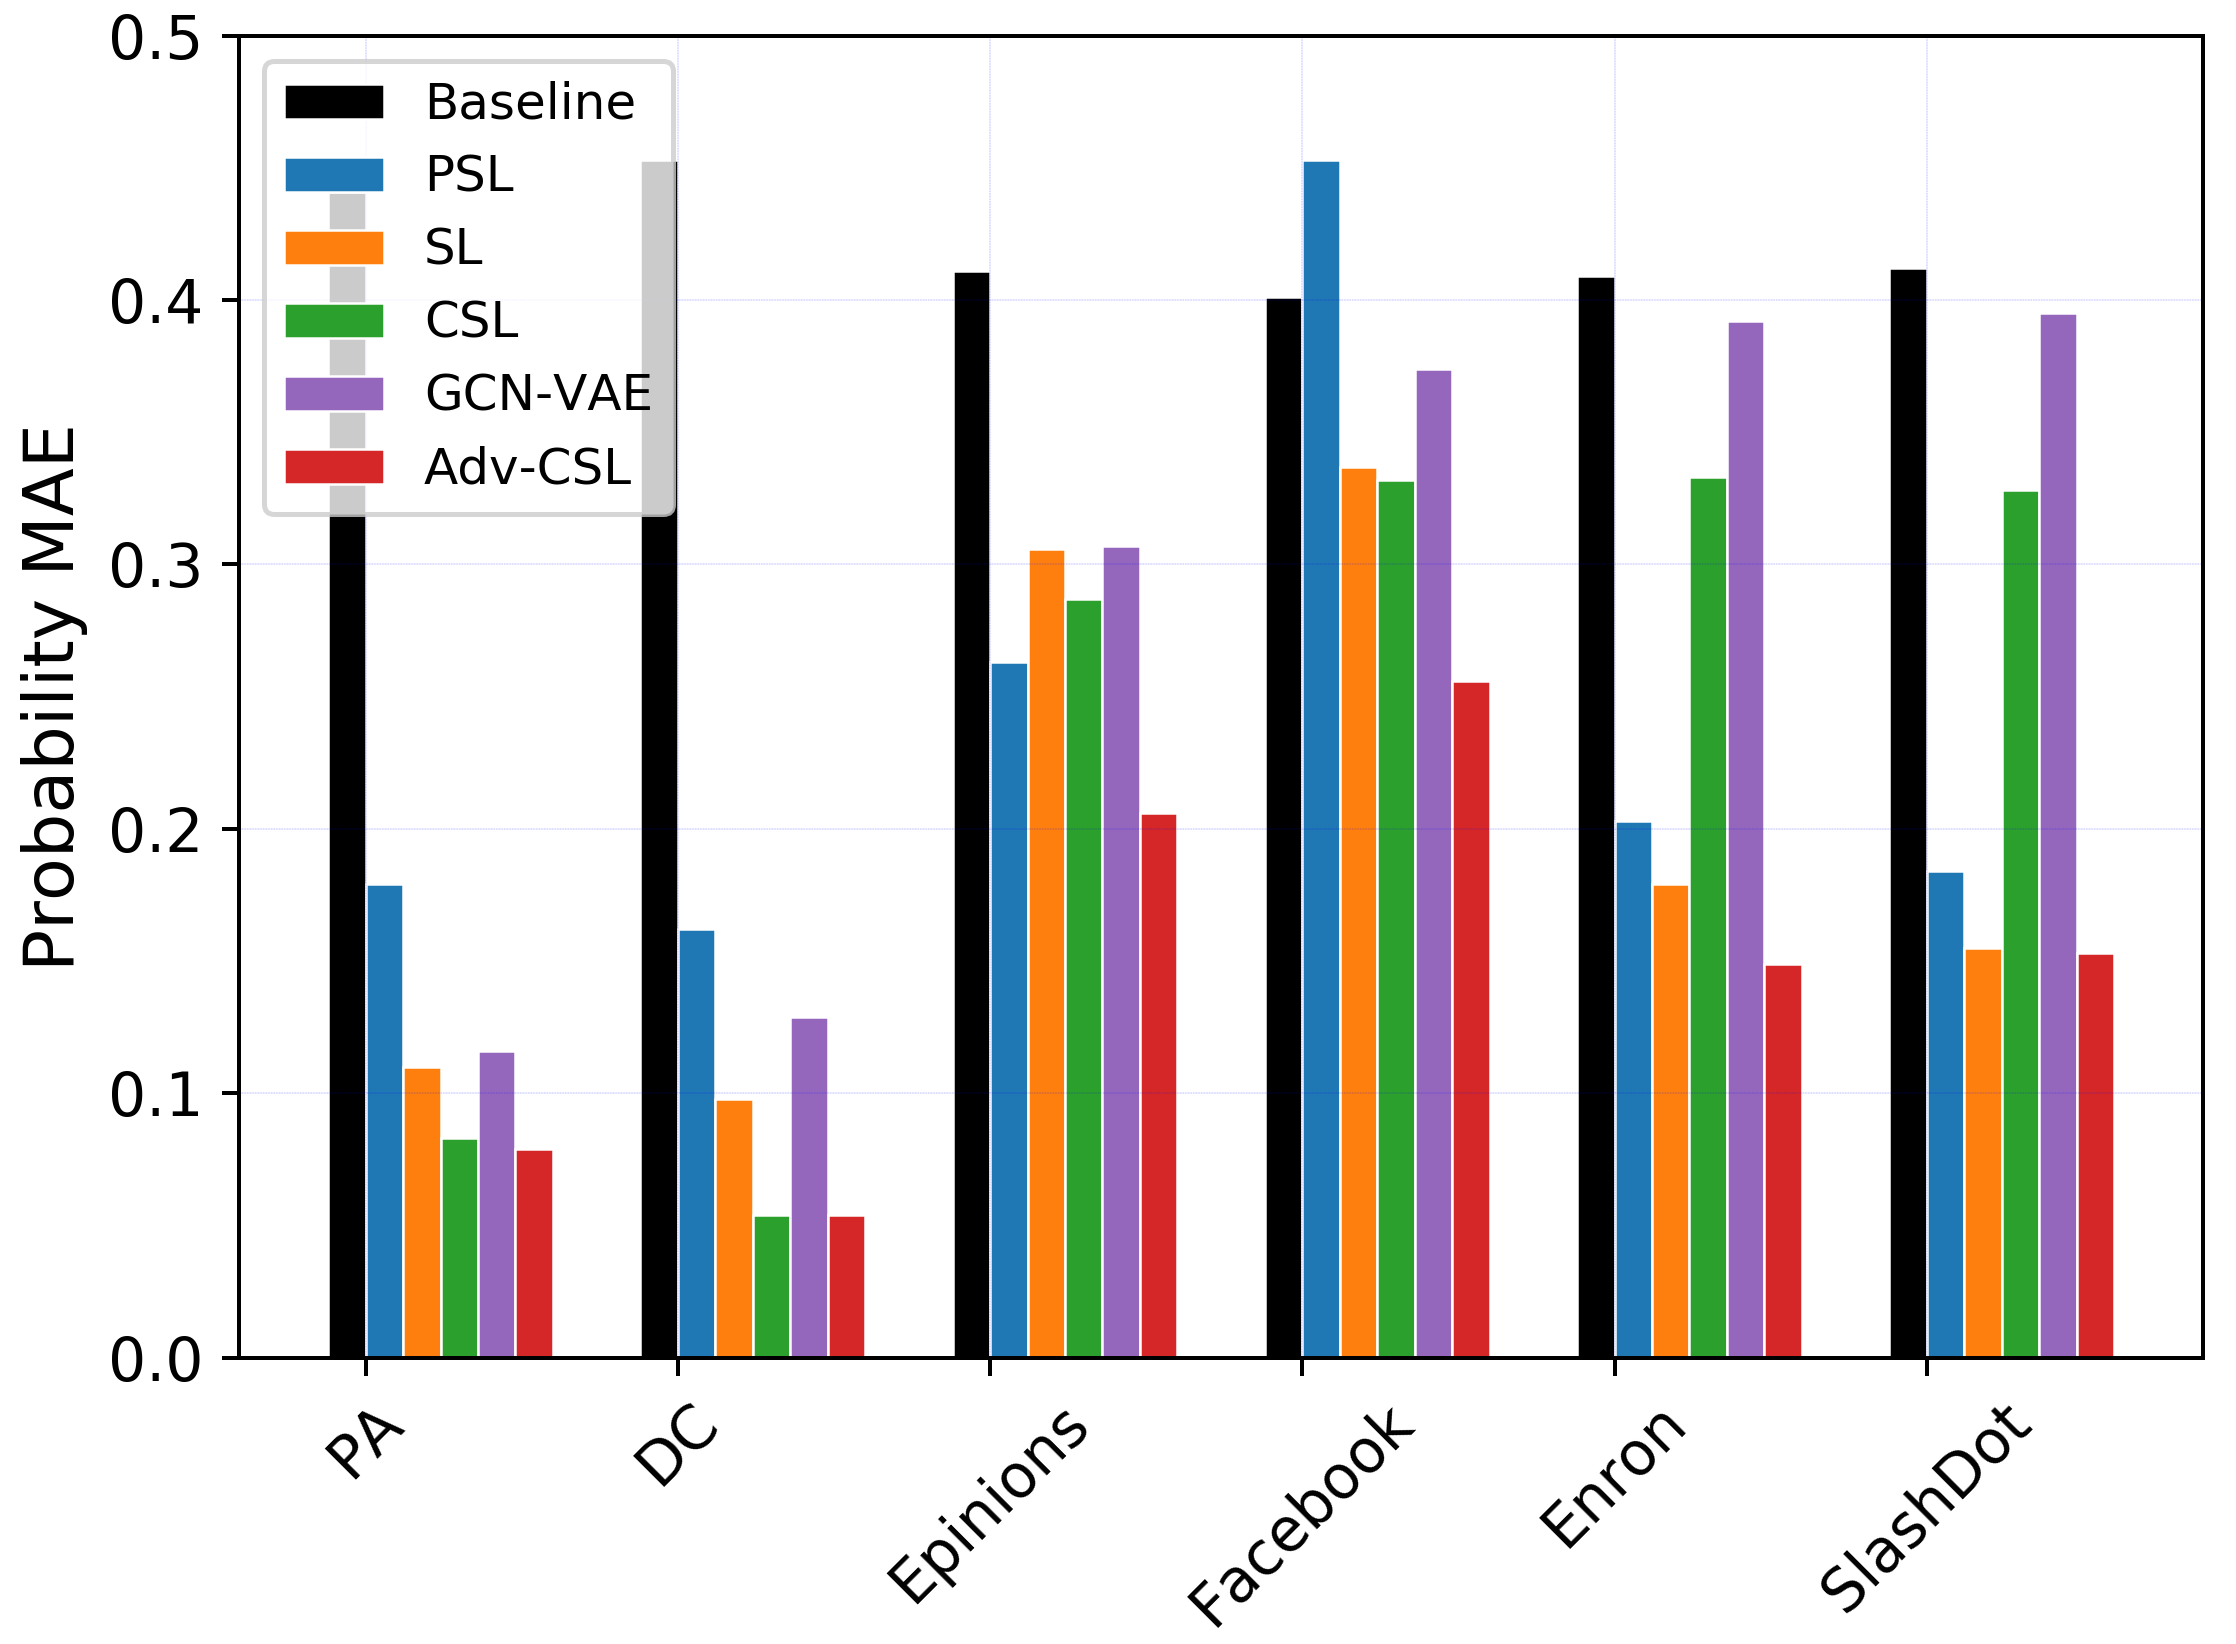 0.5
0.4
0.3
0.2
0.1
0.0
Probability MAE
Baseline
PSL
SL
CSL
GCN-VAE
Adv-CSL
PA
DC
Epinions
Facebook
Enron
SlashDot